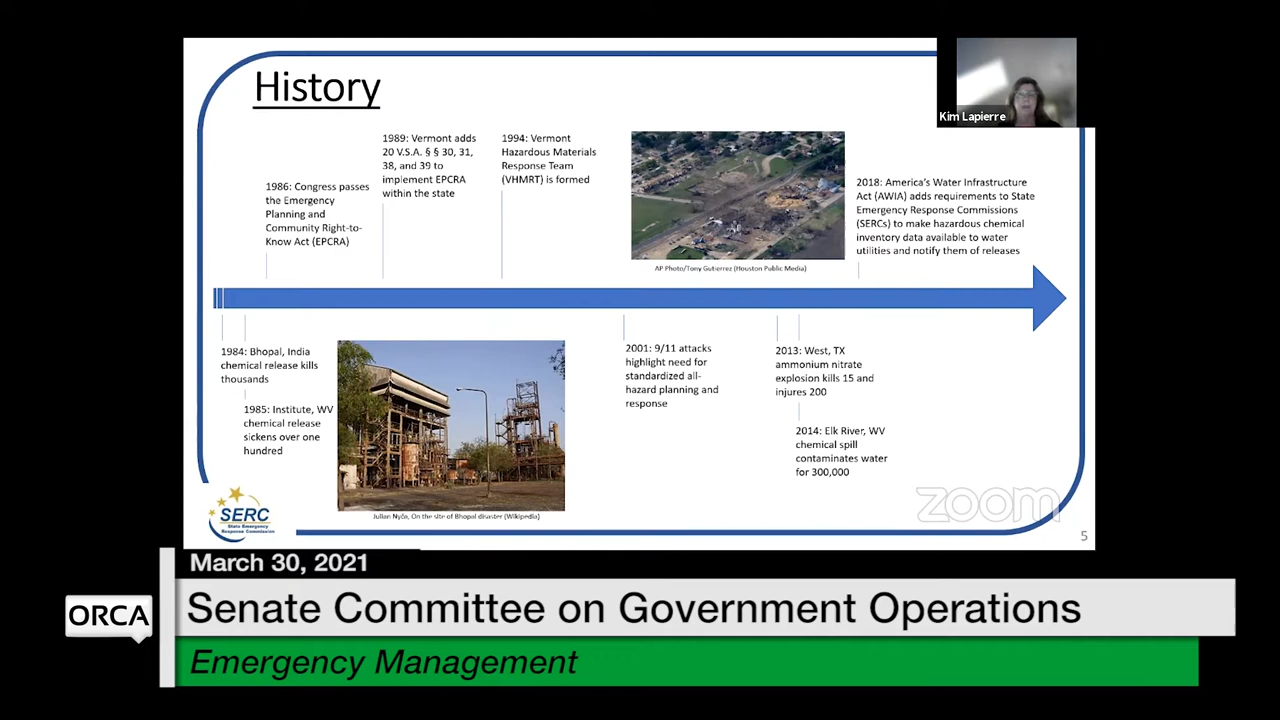 History
Kim Lapierre
1986: Congress passes
the Emergency
Planning and
Community Right-to-
Know Act (EPCRA)
1989: Vermont adds
20 V.S.A. § § 30, 31,
38, and 39 to
implement EPCRA
within the state
1994: Vermont
Hazardous Materials
Response Team
(VHMRT) is formed
AP Photo/Tony Gutierrez (Houston Public Media)
2018: America's Water Infrastructure
Act (AWIA) adds requirements to State
Emergency Response Commissions
(SERCs) to make hazardous chemical
inventory data available to water
utilities and notify them of releases
1984: Bhopal, India
chemical release kills
thousands
1985: Institute, WV
chemical release
sickens over one
hundred
Julian Nyča, On the site of Bhopal disaster (Wikipedia)
2001: 9/11 attacks
highlight need for
standardized all-
hazard planning and
response
2013: West, TX
ammonium nitrate
explosion kills 15 and
injures 200
2014: Elk River, WV
chemical spill
contaminates water
for 300,000
SERC
State Emergency
Response Commission
zoom
5
March 30, 2021
ORCA
Senate Committee on Government Operations
Emergency Management